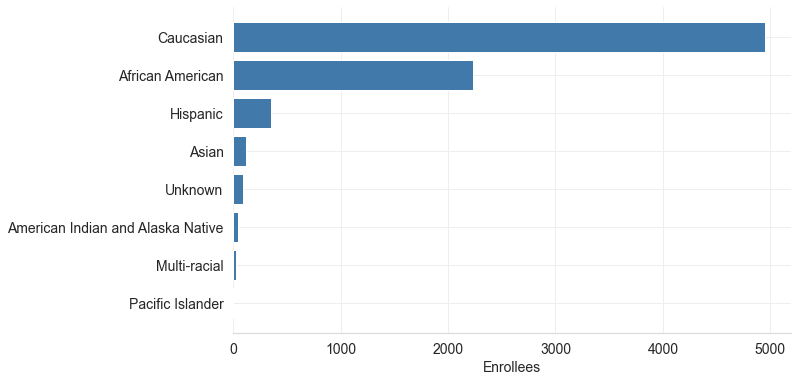 Caucasian
African American
Hispanic
Asian
Unknown
American Indian and Alaska Native
Multi-racial
Pacific Islander
0 1000 2000 3000 4000 5000
Enrollees